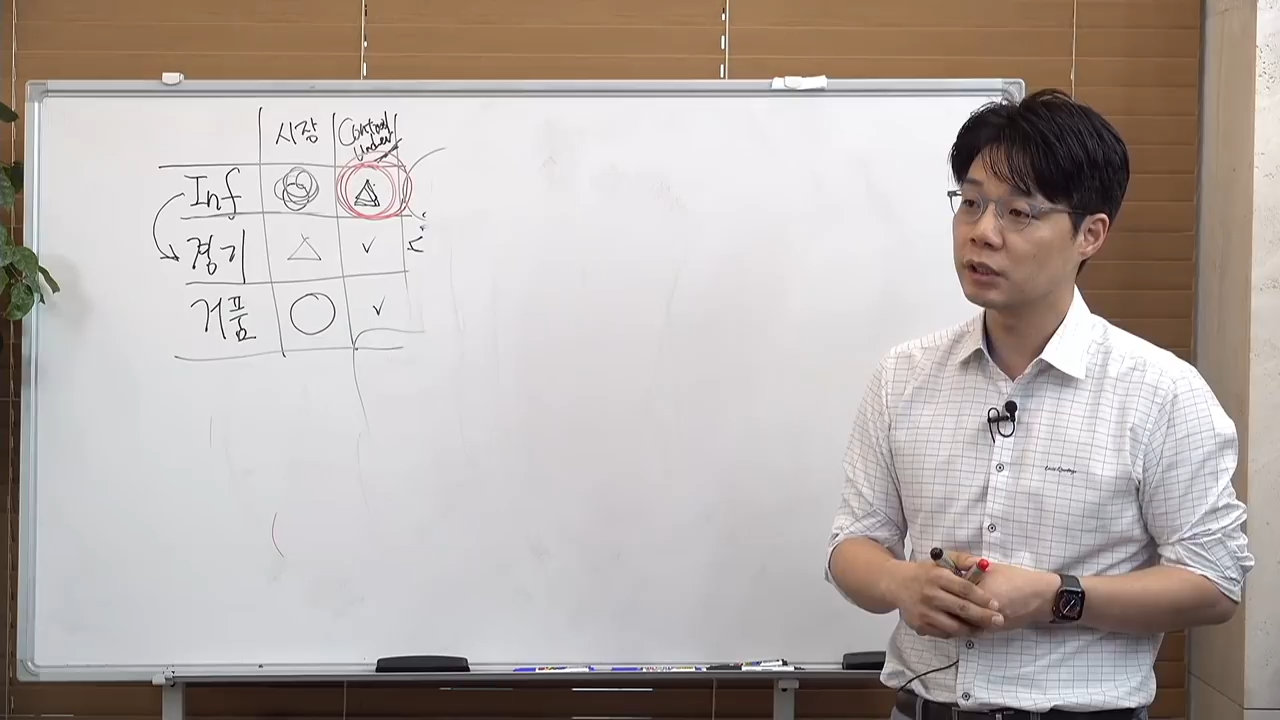 시장 Control
under
Inf
경기
거품